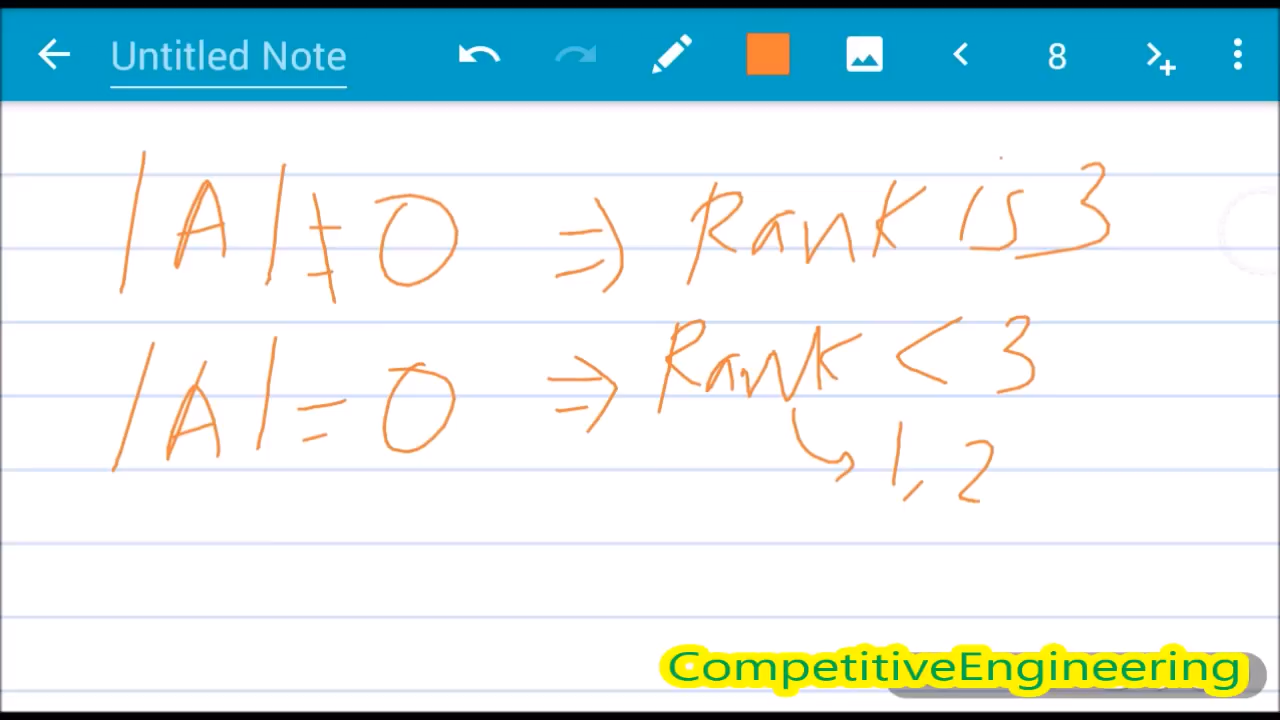 Untitled Note
8
|A| ≠ 0 ⇒ Rank is 3
|A| = 0 ⇒ Rank < 3
1, 2
CompetitiveEngineering